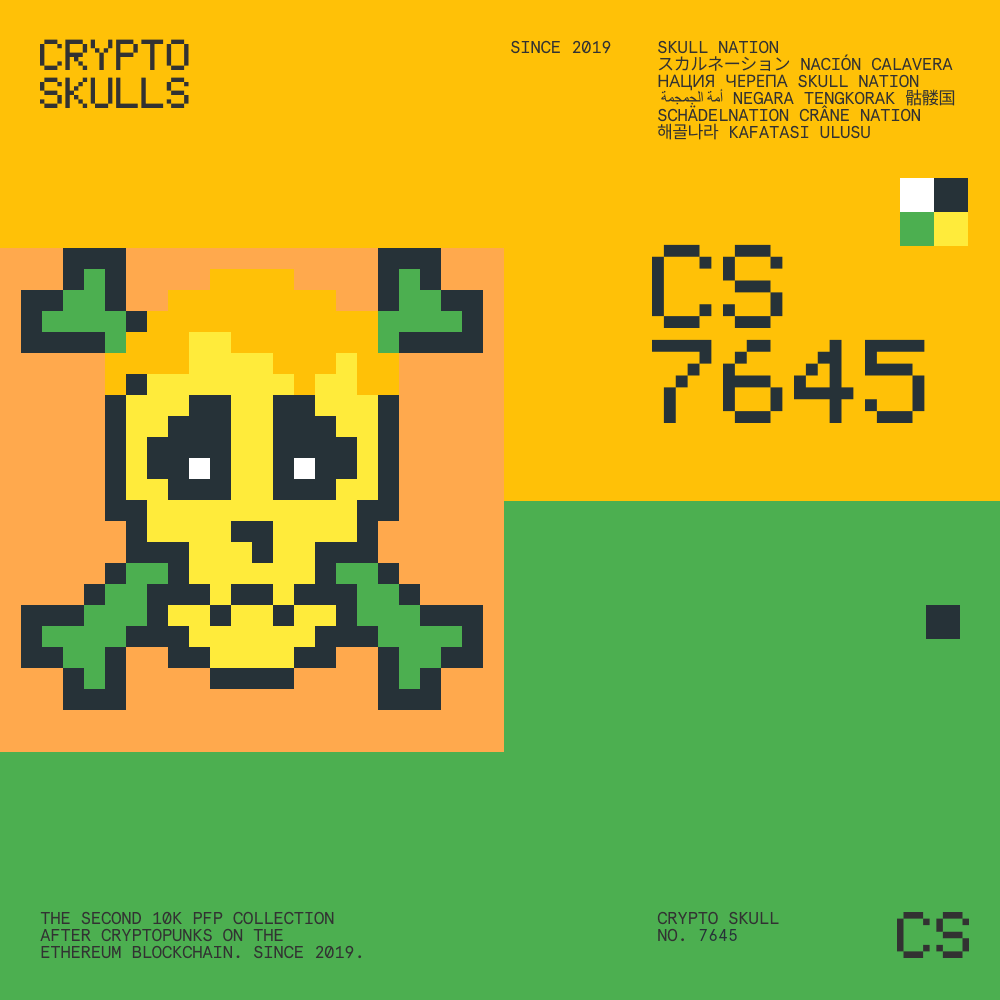 CRYPTO
SKULLS
SINCE 2019
SKULL NATION
スカルネーション NACIÓN CALAVERA
НАЦИЯ ЧЕРЕПА SKULL NATION
أمة الجمجمة NEGARA TENGKORAK 骷髅国
SCHÄDELNATION CRÂNE NATION
해골나라 KAFATASI ULUSU
CS
7645
THE SECOND 10K PFP COLLECTION
AFTER CRYPTOPUNKS ON THE
ETHEREUM BLOCKCHAIN. SINCE 2019.
CRYPTO SKULL
NO. 7645
CS